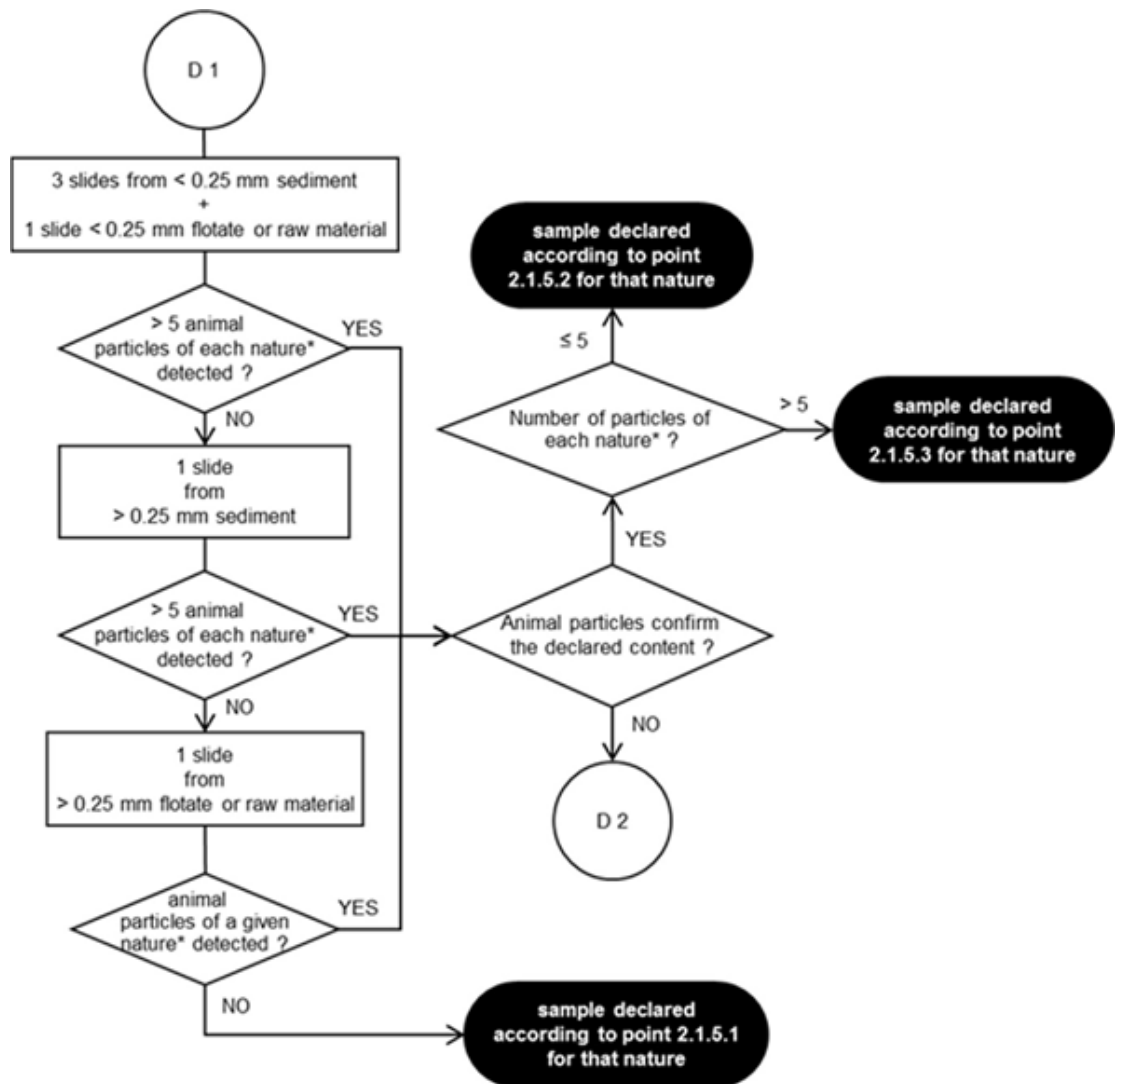 D 1
3 slides from < 0.25 mm sediment
+
1 slide < 0.25 mm flotate or raw material
> 5 animal
particles of each nature*
detected ?
YES
NO
1 slide
from
> 0.25 mm sediment
> 5 animal
particles of each nature*
detected ?
YES
NO
1 slide
from
> 0.25 mm flotate or raw material
animal
particles of a given
nature* detected ?
YES
NO
sample declared
according to point 2.1.5.1
for that nature
Animal particles confirm
the declared content ?
YES
NO
D 2
Number of particles of
each nature* ?
≤ 5
> 5
sample declared
according to point
2.1.5.2 for that nature
sample declared
according to point
2.1.5.3 for that nature